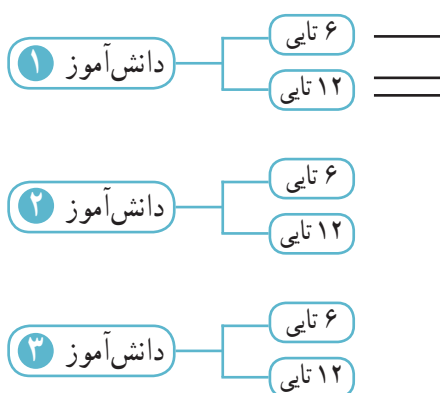 ۶ تایی
دانش‌آموز ۱
۱۲ تایی
۶ تایی
دانش‌آموز ۲
۱۲ تایی
۶ تایی
دانش‌آموز ۳
۱۲ تایی